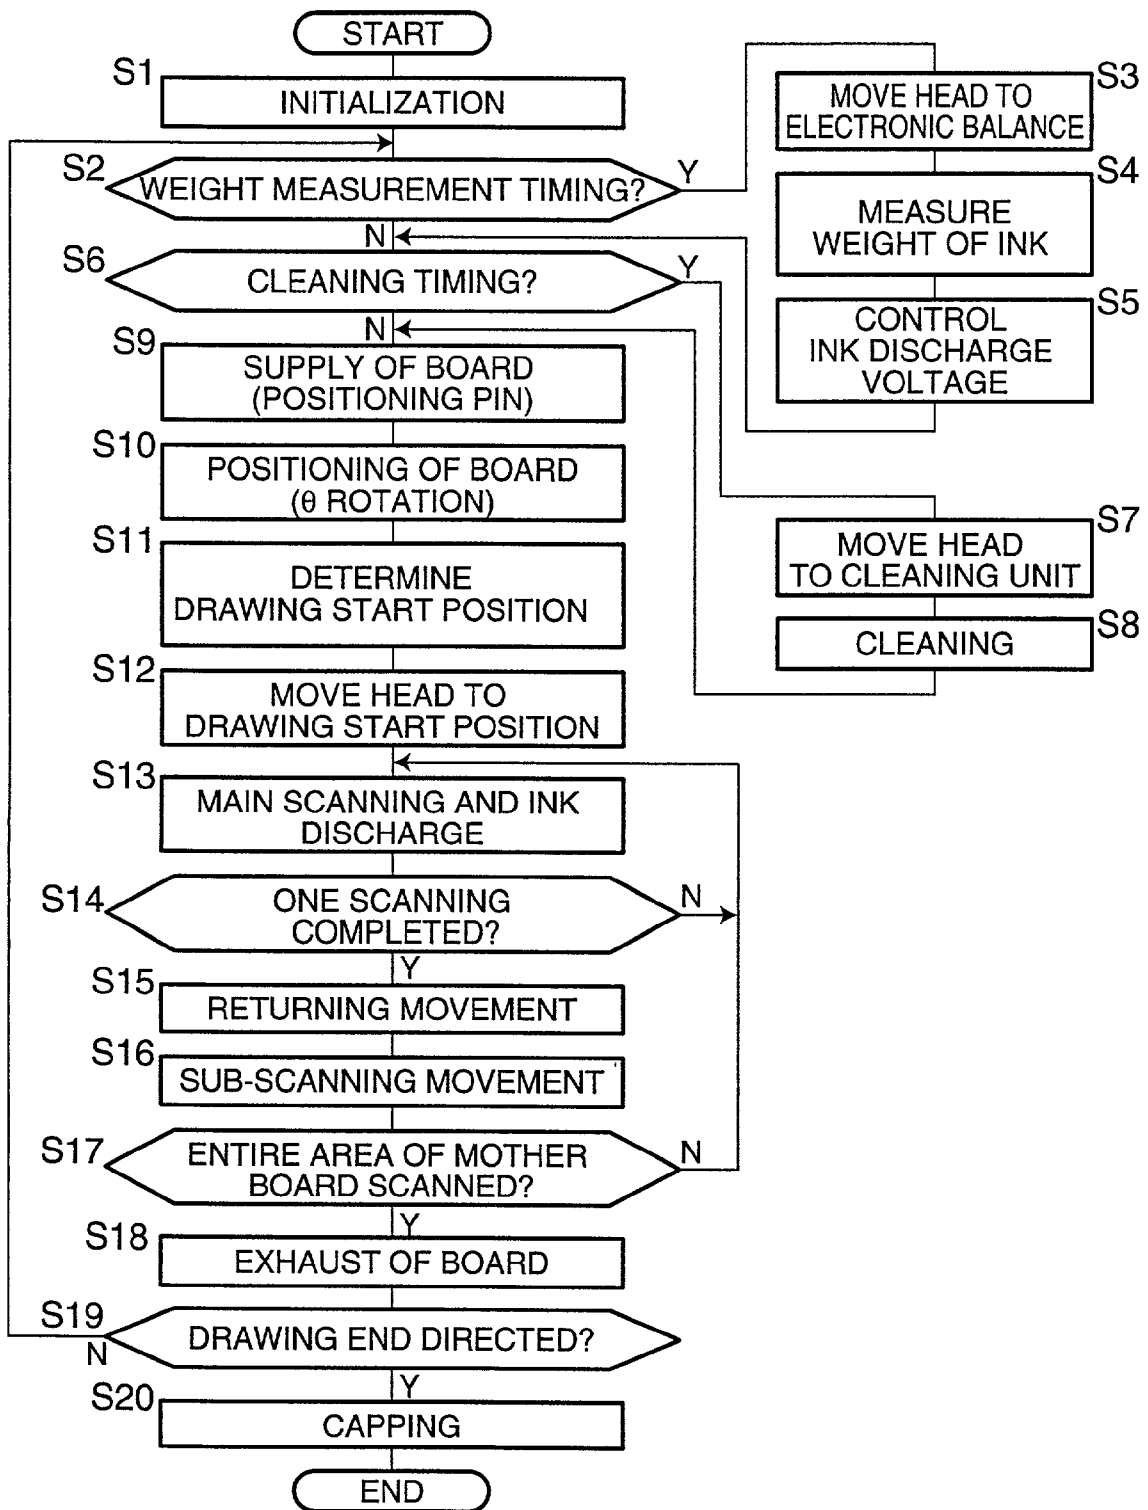 START
S1
INITIALIZATION
S2
WEIGHT MEASUREMENT TIMING?
Y
N
S3
MOVE HEAD TO
ELECTRONIC BALANCE
S4
MEASURE
WEIGHT OF INK
S5
CONTROL
INK DISCHARGE
VOLTAGE
S6
CLEANING TIMING?
Y
N
S7
MOVE HEAD
TO CLEANING UNIT
S8
CLEANING
S9
SUPPLY OF BOARD
(POSITIONING PIN)
S10
POSITIONING OF BOARD
(θ ROTATION)
S11
DETERMINE
DRAWING START POSITION
S12
MOVE HEAD TO
DRAWING START POSITION
S13
MAIN SCANNING AND INK
DISCHARGE
S14
ONE SCANNING
COMPLETED?
N
Y
S15
RETURNING MOVEMENT
S16
SUB-SCANNING MOVEMENT
S17
ENTIRE AREA OF MOTHER
BOARD SCANNED?
N
Y
S18
EXHAUST OF BOARD
S19
DRAWING END DIRECTED?
N
Y
S20
CAPPING
END